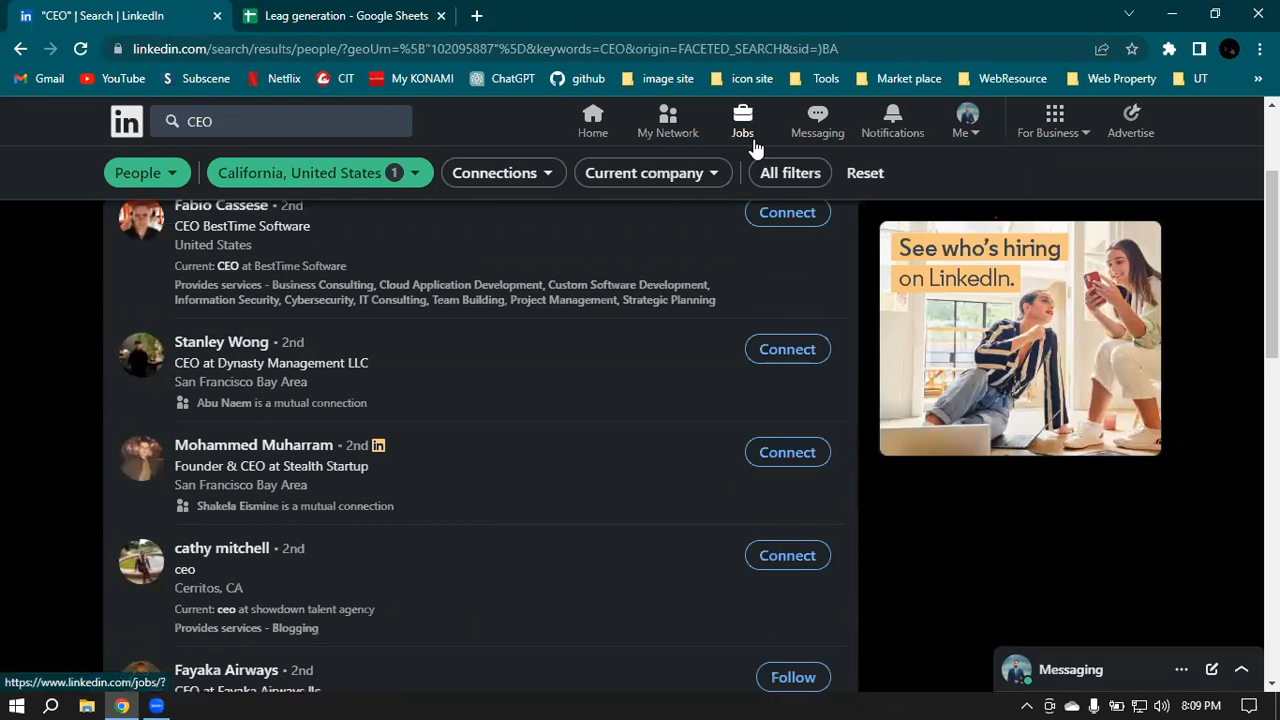 "CEO" | Search | LinkedIn
Leag generation - Google Sheets
linkedin.com/search/results/people/?geoUrn=%5B"102095887"%5D&keywords=CEO&origin=FACETED_SEARCH&sid=)BA
Gmail YouTube Subscene Netflix CIT My KONAMI ChatGPT github image site icon site Tools Market place WebResource Web Property UT »
in CEO Home My Network Jobs Messaging Notifications Me For Business Advertise
People California, United States 1 Connections Current company All filters Reset
Fabio Cassese • 2nd
Connect
CEO BestTime Software
United States
Current: CEO at BestTime Software
Provides services - Business Consulting, Cloud Application Development, Custom Software Development,
Information Security, Cybersecurity, IT Consulting, Team Building, Project Management, Strategic Planning
See who's hiring
on LinkedIn.
Stanley Wong • 2nd
Connect
CEO at Dynasty Management LLC
San Francisco Bay Area
Abu Naem is a mutual connection
Mohammed Muharram • 2nd in
Connect
Founder & CEO at Stealth Startup
San Francisco Bay Area
Shakela Eismine is a mutual connection
cathy mitchell • 2nd
Connect
ceo
Cerritos, CA
Current: ceo at showdown talent agency
Provides services - Blogging
Fayaka Airways • 2nd
Follow
CEO at Fayaka Airways llc
Messaging
https://www.linkedin.com/jobs/?
8:09 PM